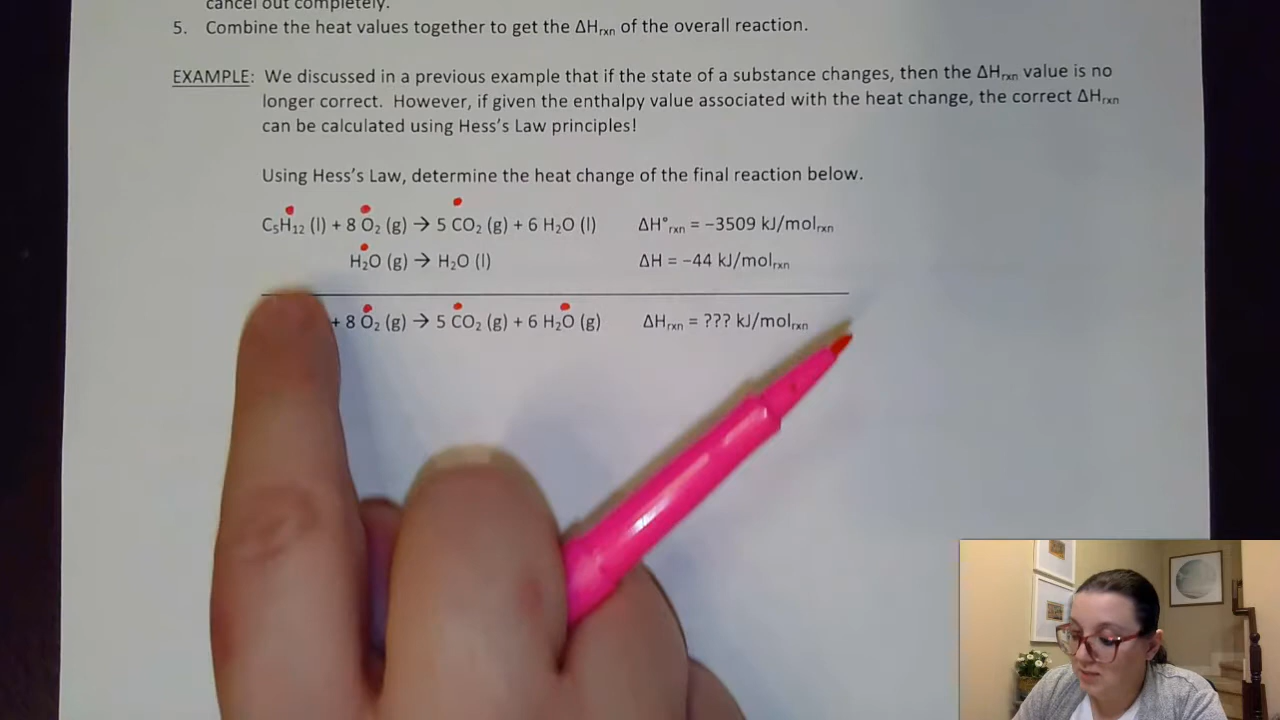 cancel out completely.
5. Combine the heat values together to get the ΔHrxn of the overall reaction.
EXAMPLE: We discussed in a previous example that if the state of a substance changes, then the ΔHrxn value is no
longer correct. However, if given the enthalpy value associated with the heat change, the correct ΔHrxn
can be calculated using Hess's Law principles!
Using Hess's Law, determine the heat change of the final reaction below.
C₅H₁₂ (l) + 8 O₂ (g) → 5 CO₂ (g) + 6 H₂O (l) ΔH°rxn = −3509 kJ/molrxn
H₂O (g) → H₂O (l) ΔH = −44 kJ/molrxn
+ 8 O₂ (g) → 5 CO₂ (g) + 6 H₂O (g) ΔHrxn = ??? kJ/molrxn